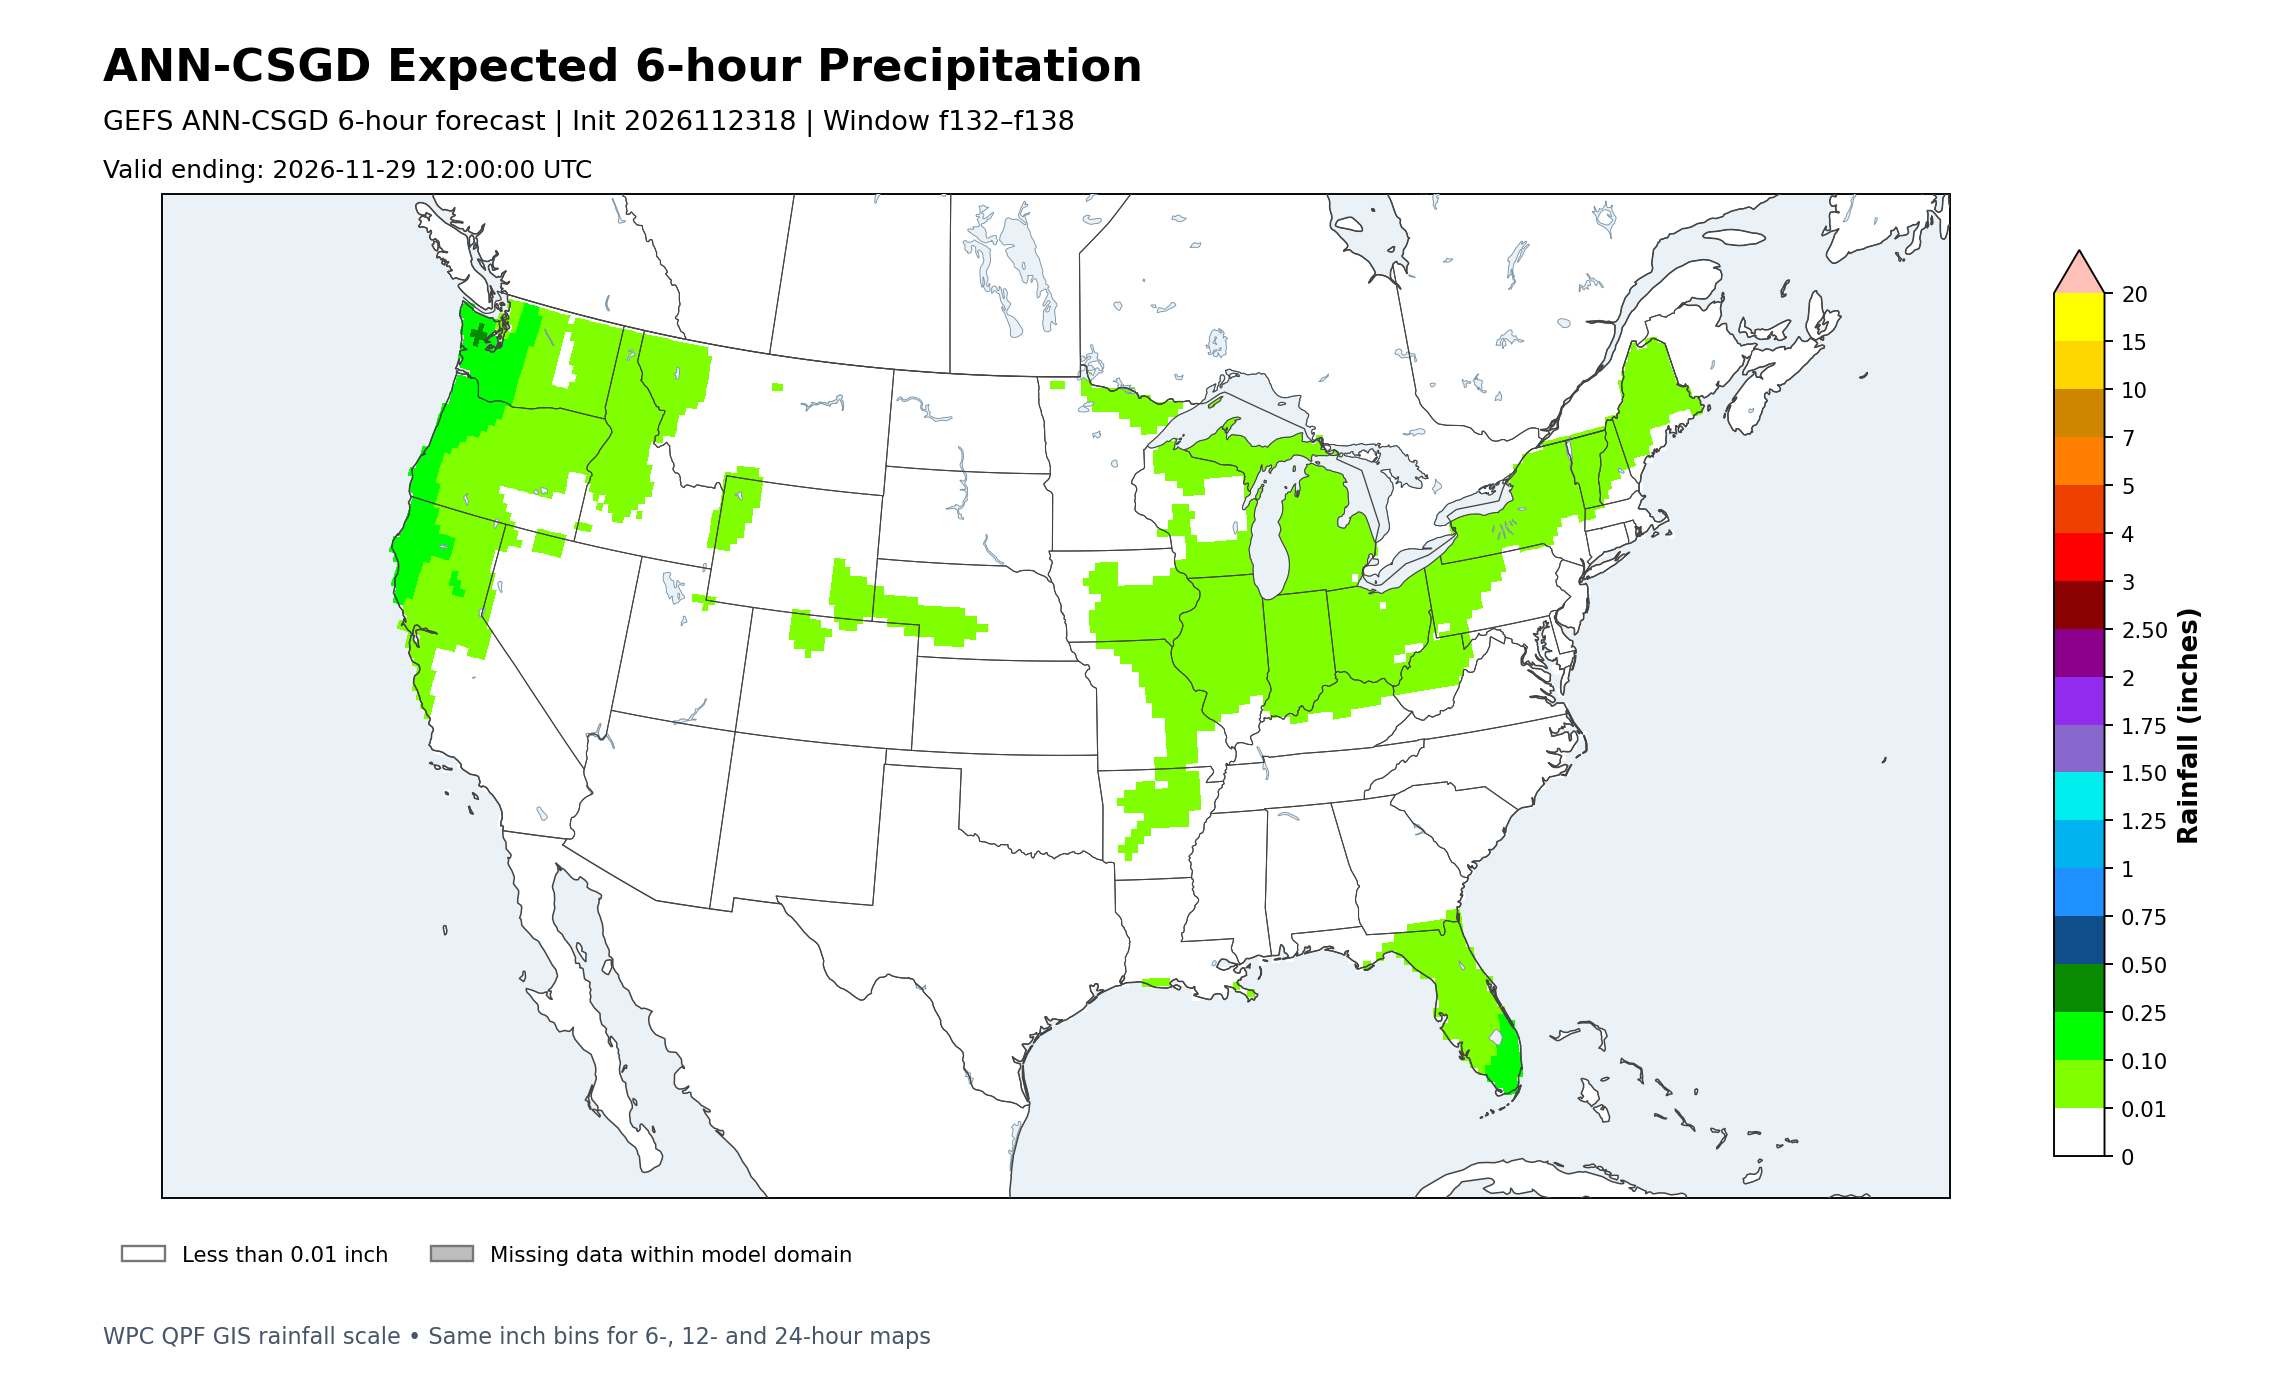 ANN-CSGD Expected 6-hour Precipitation
GEFS ANN-CSGD 6-hour forecast | Init 2026112318 | Window f132–f138
Valid ending: 2026-11-29 12:00:00 UTC
20
15
10
7
5
4
3
2.50
2
1.75
1.50
1.25
1
0.75
0.50
0.25
0.10
0.01
0
Rainfall (inches)
Less than 0.01 inch
Missing data within model domain
WPC QPF GIS rainfall scale • Same inch bins for 6-, 12- and 24-hour maps